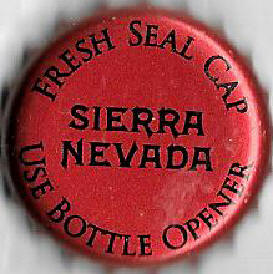 FRESH SEAL CAP
SIERRA
NEVADA
USE BOTTLE OPENER